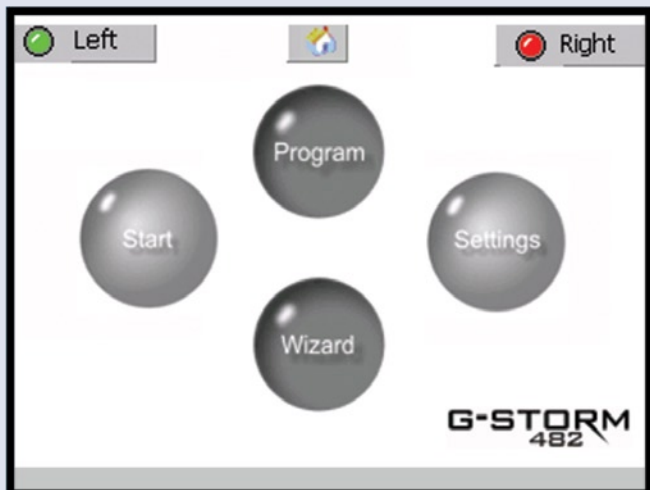 Left
Right
Program
Start
Settings
Wizard
G-STORM
482